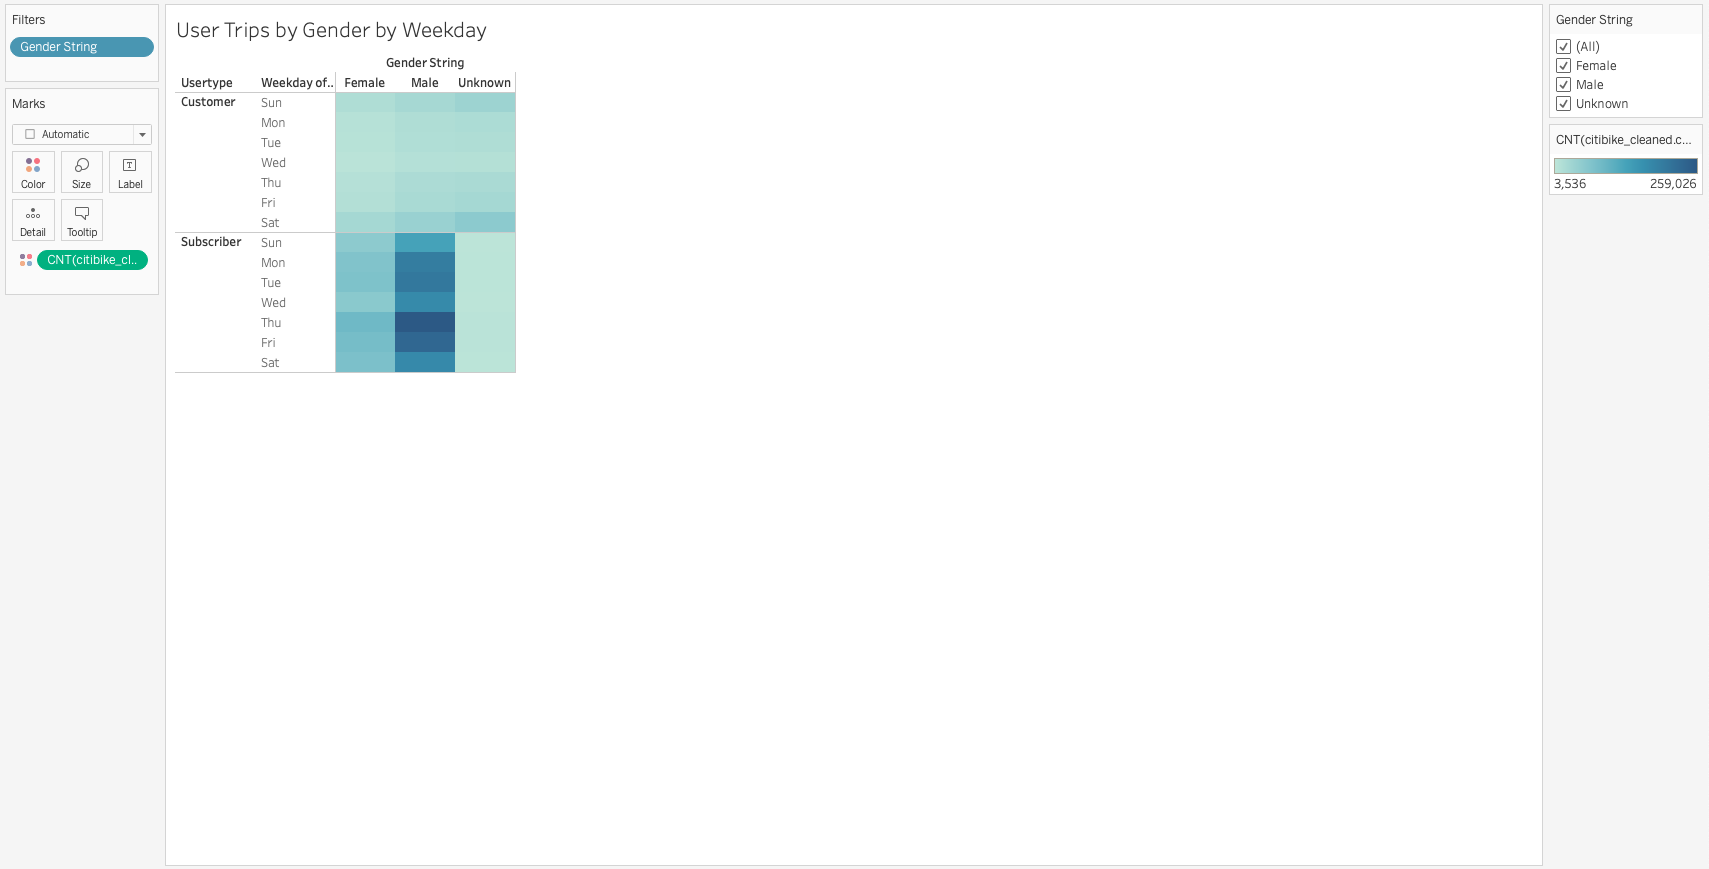 Filters
Gender String
Marks
Automatic
Color Size Label
Detail Tooltip
CNT(citibike_cl..
User Trips by Gender by Weekday
Gender String
Usertype Weekday of.. Female Male Unknown
Customer Sun
Mon
Tue
Wed
Thu
Fri
Sat
Subscriber Sun
Mon
Tue
Wed
Thu
Fri
Sat
Gender String
(All)
Female
Male
Unknown
CNT(citibike_cleaned.c...
3,536 259,026